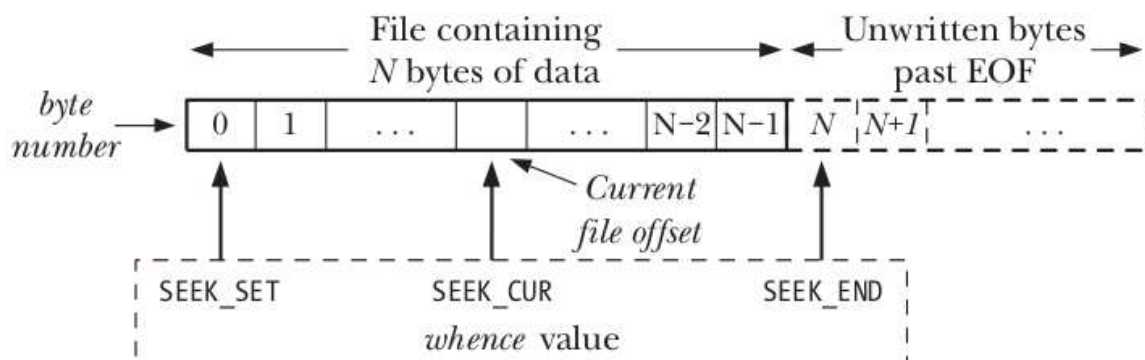 File containing
N bytes of data
Unwritten bytes
past EOF
byte
number
0 1 ... ... N−2 N−1 N N+1 ...
Current
file offset
SEEK_SET SEEK_CUR SEEK_END
whence value